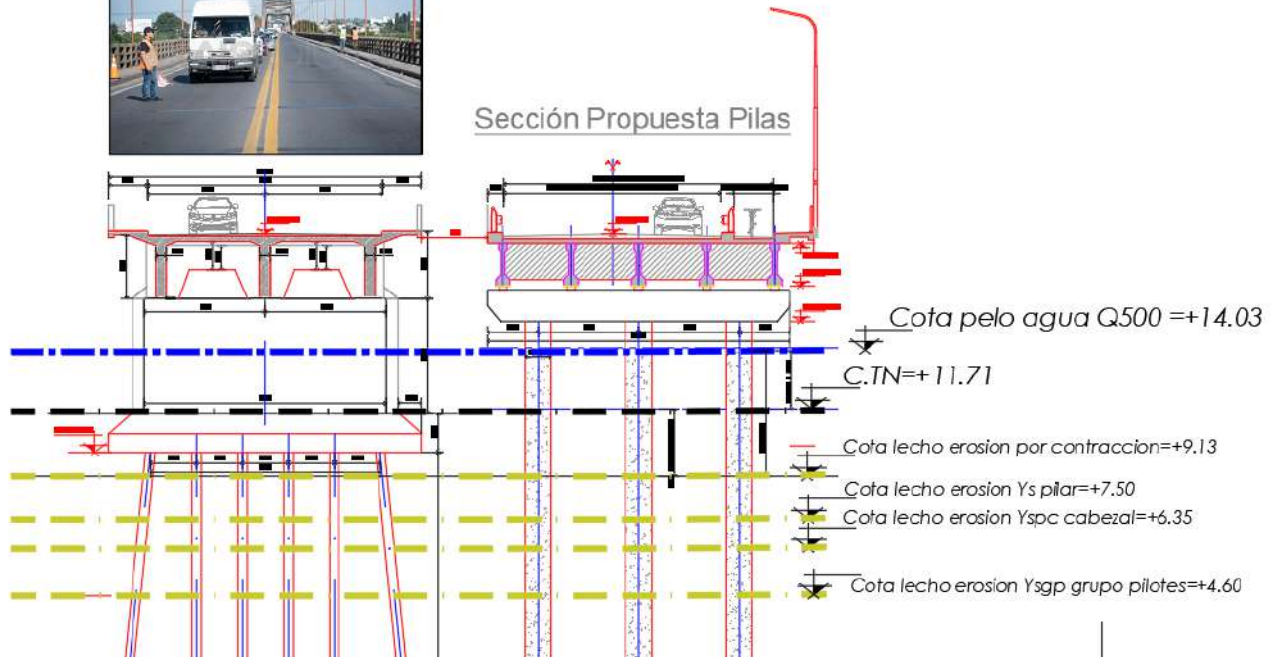 Sección Propuesta Pilas
Cota pelo agua Q500 =+14.03
C.TN=+11.71
Cota lecho erosion por contraccion=+9.13
Cota lecho erosion Ys pilar=+7.50
Cota lecho erosion Yspc cabezal=+6.35
Cota lecho erosion Ysgp grupo pilotes=+4.60